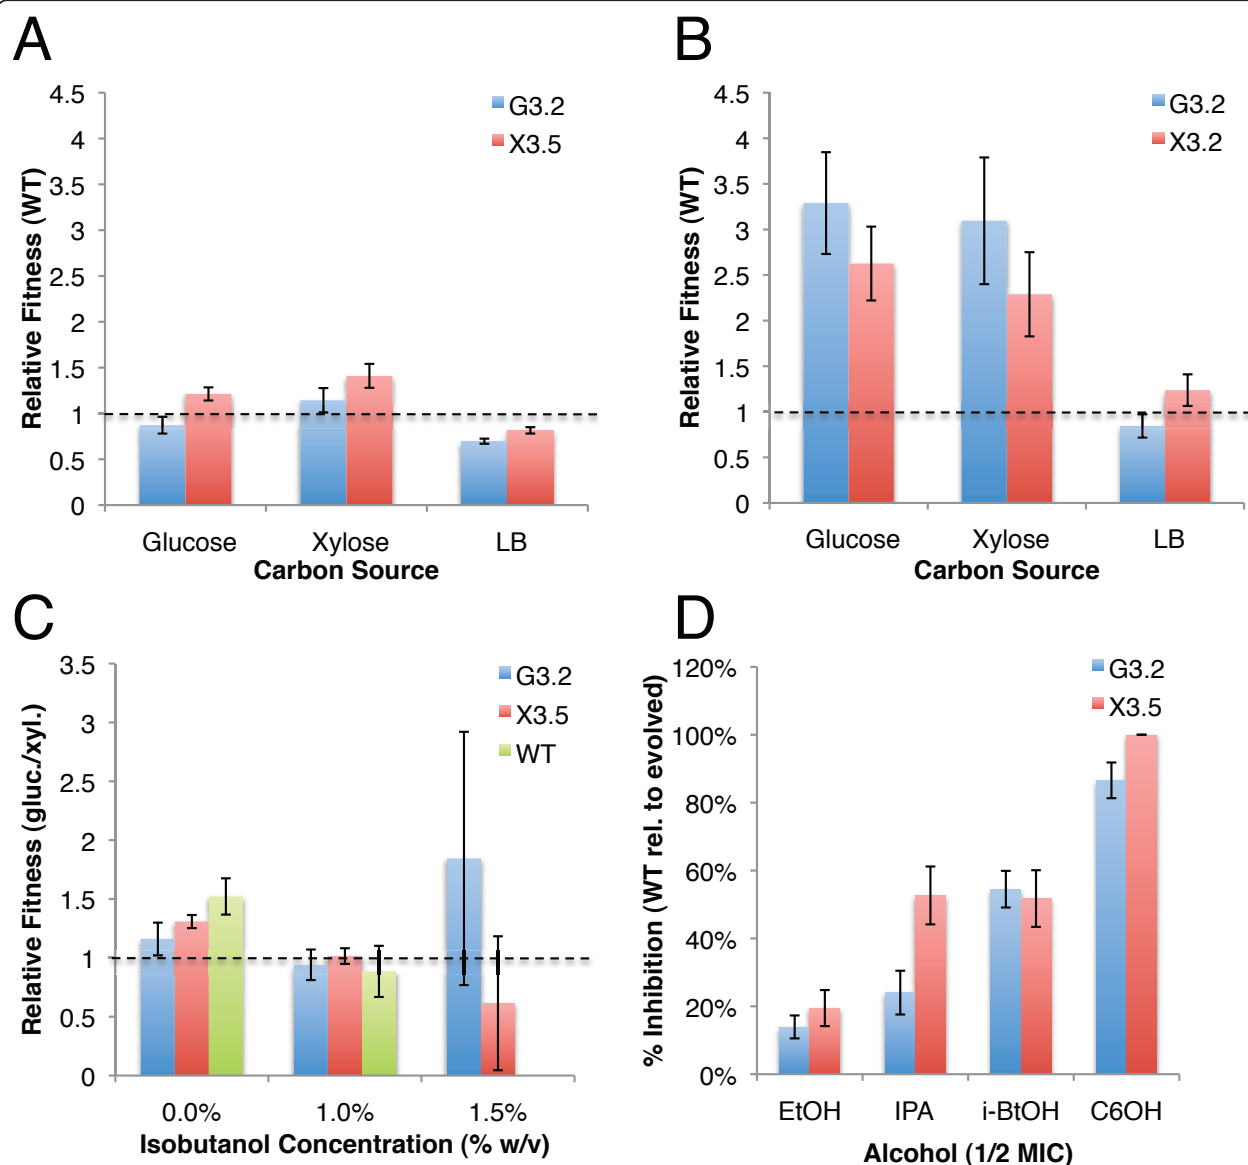 A
Relative Fitness (WT)
4.5
4
3.5
3
2.5
2
1.5
1
0.5
0
G3.2
X3.5
Glucose Xylose LB
Carbon Source
B
Relative Fitness (WT)
4.5
4
3.5
3
2.5
2
1.5
1
0.5
0
G3.2
X3.2
Glucose Xylose LB
Carbon Source
C
Relative Fitness (gluc./xyl.)
3.5
3
2.5
2
1.5
1
0.5
0
G3.2
X3.5
WT
0.0% 1.0% 1.5%
Isobutanol Concentration (% w/v)
D
% Inhibition (WT rel. to evolved)
120%
100%
80%
60%
40%
20%
0%
G3.2
X3.5
EtOH IPA i-BtOH C6OH
Alcohol (1/2 MIC)